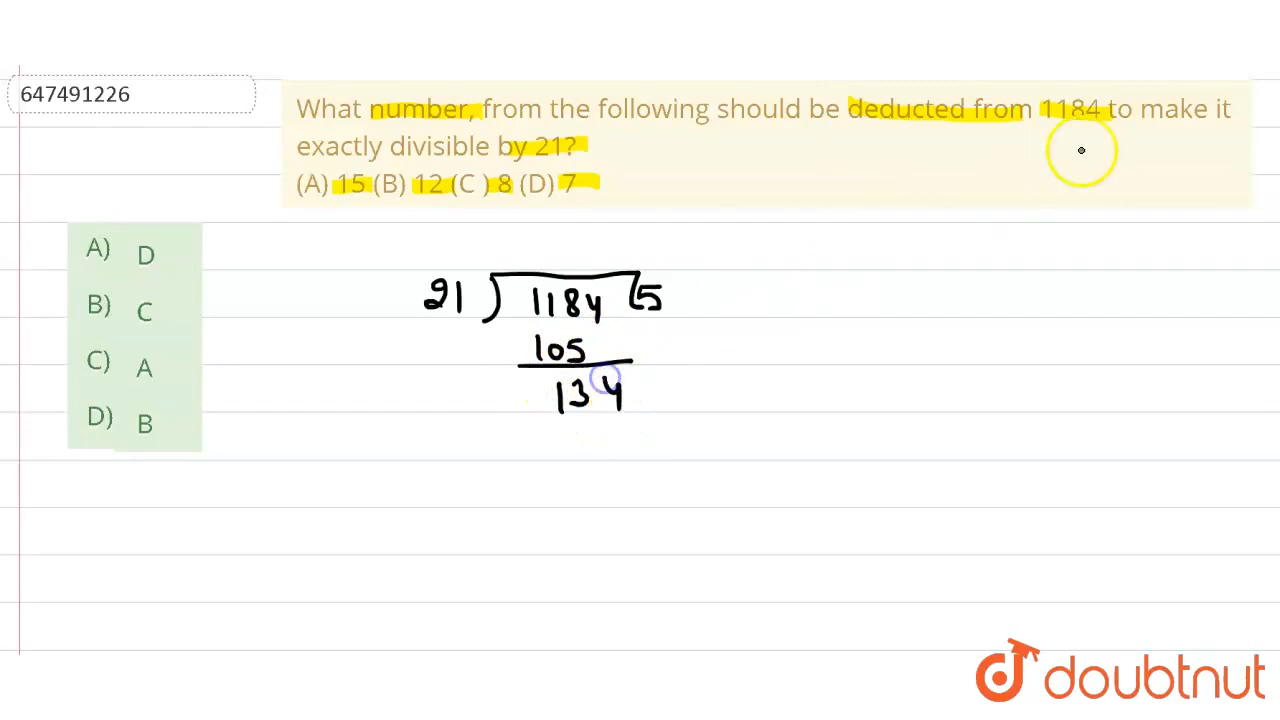 647491226
What number, from the following should be deducted from 1184 to make it
exactly divisible by 21?
(A) 15 (B) 12 (C ) 8 (D) 7
A) D
B) C
C) A
D) B
21 ) 1184 (5
105
134
doubtnut